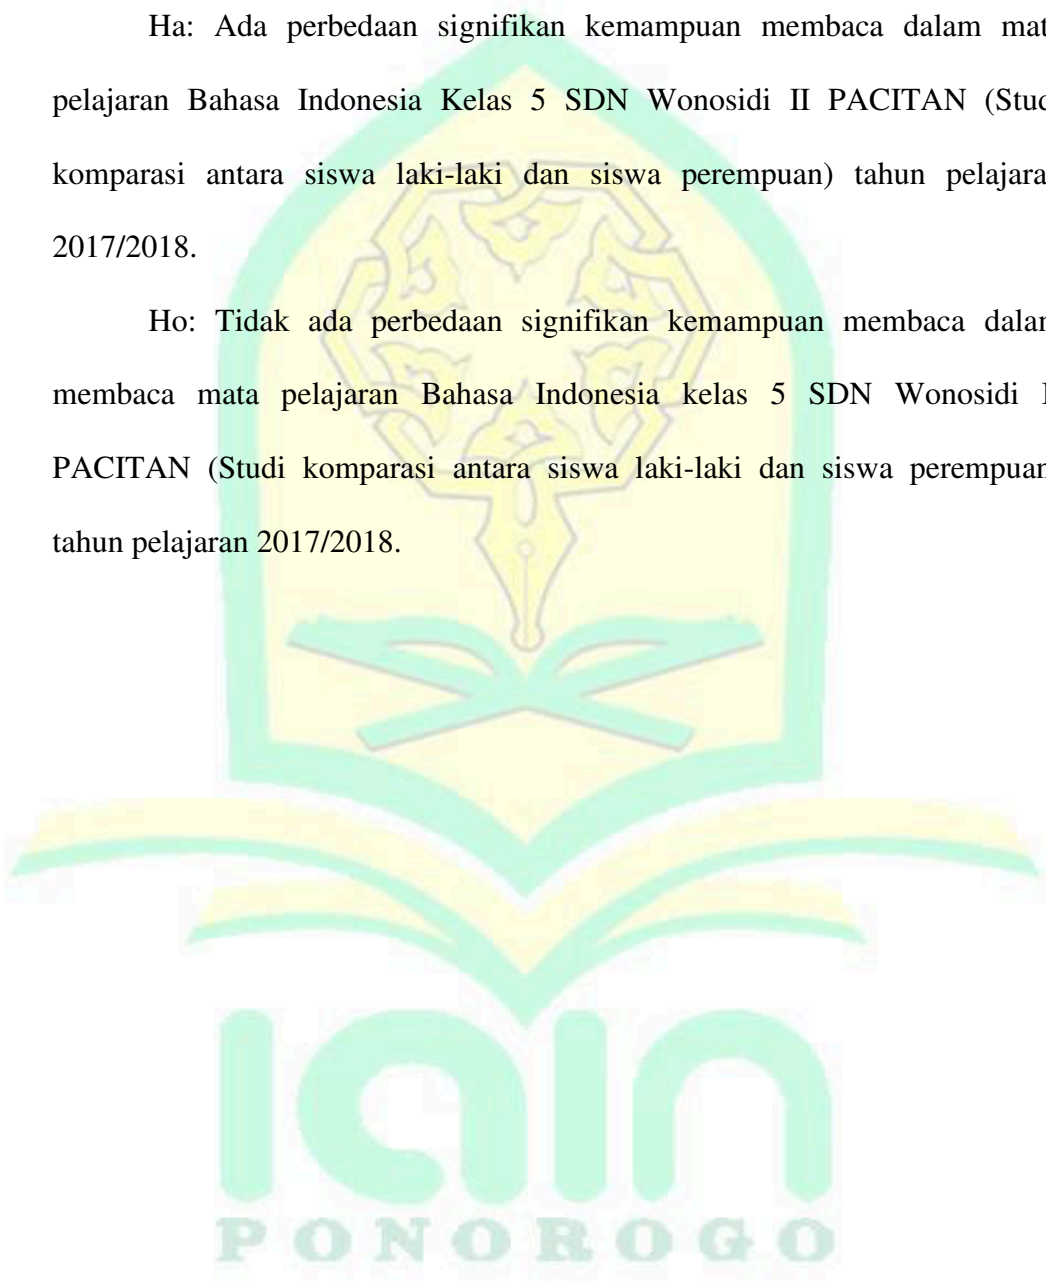 Ha: Ada perbedaan signifikan kemampuan membaca dalam mat
pelajaran Bahasa Indonesia Kelas 5 SDN Wonosidi II PACITAN (Stud
komparasi antara siswa laki-laki dan siswa perempuan) tahun pelajara
2017/2018.
Ho: Tidak ada perbedaan signifikan kemampuan membaca dalam
membaca mata pelajaran Bahasa Indonesia kelas 5 SDN Wonosidi I
PACITAN (Studi komparasi antara siswa laki-laki dan siswa perempuan
tahun pelajaran 2017/2018.
iain
PONOROGO